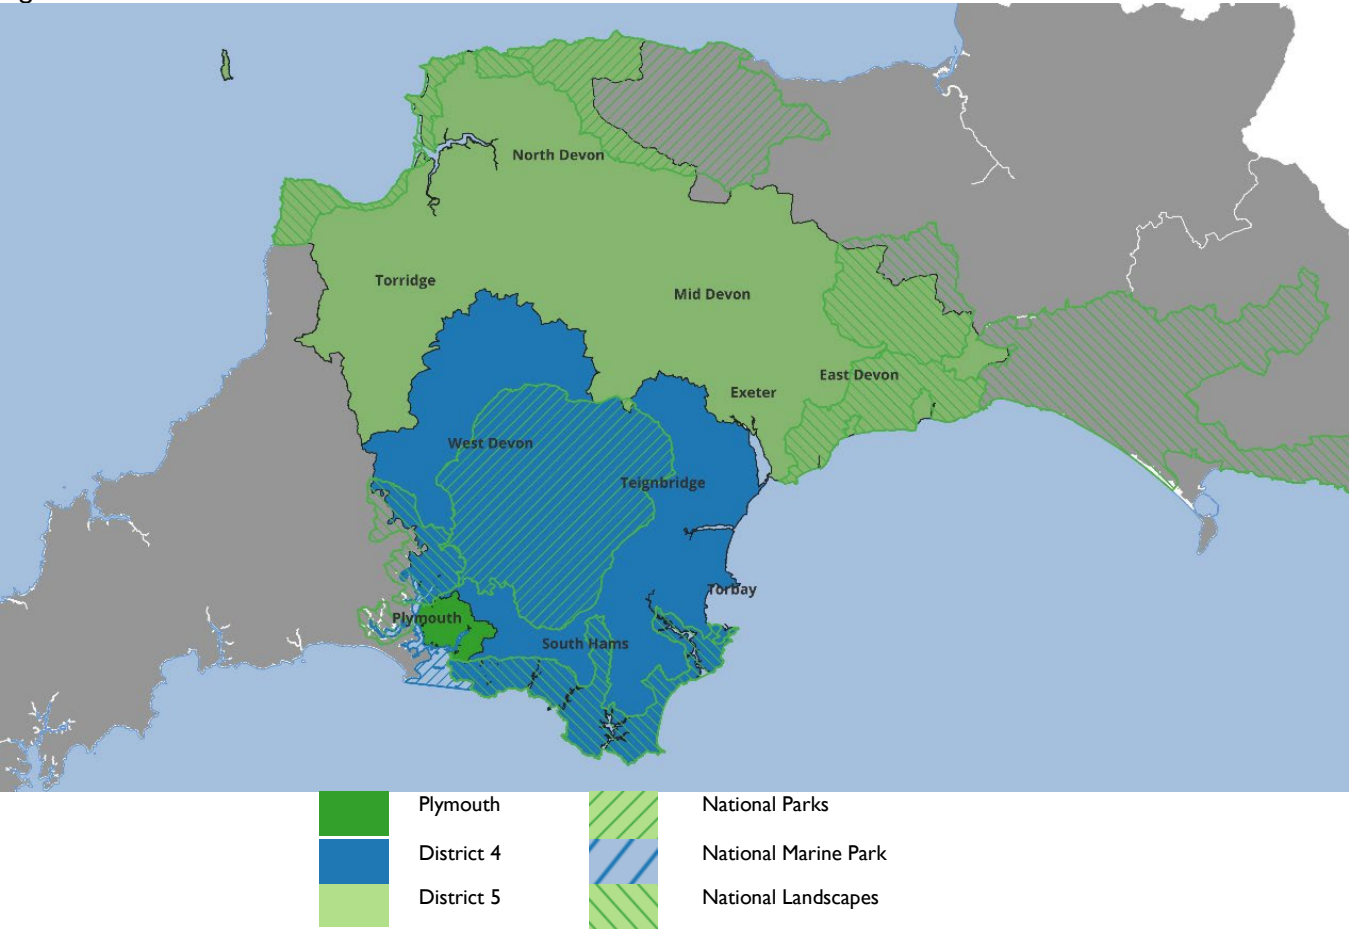 North Devon
Torridge
Mid Devon
East Devon
Exeter
West Devon
Teignbridge
Torbay
Plymouth
South Hams
Plymouth National Parks
District 4 National Marine Park
District 5 National Landscapes